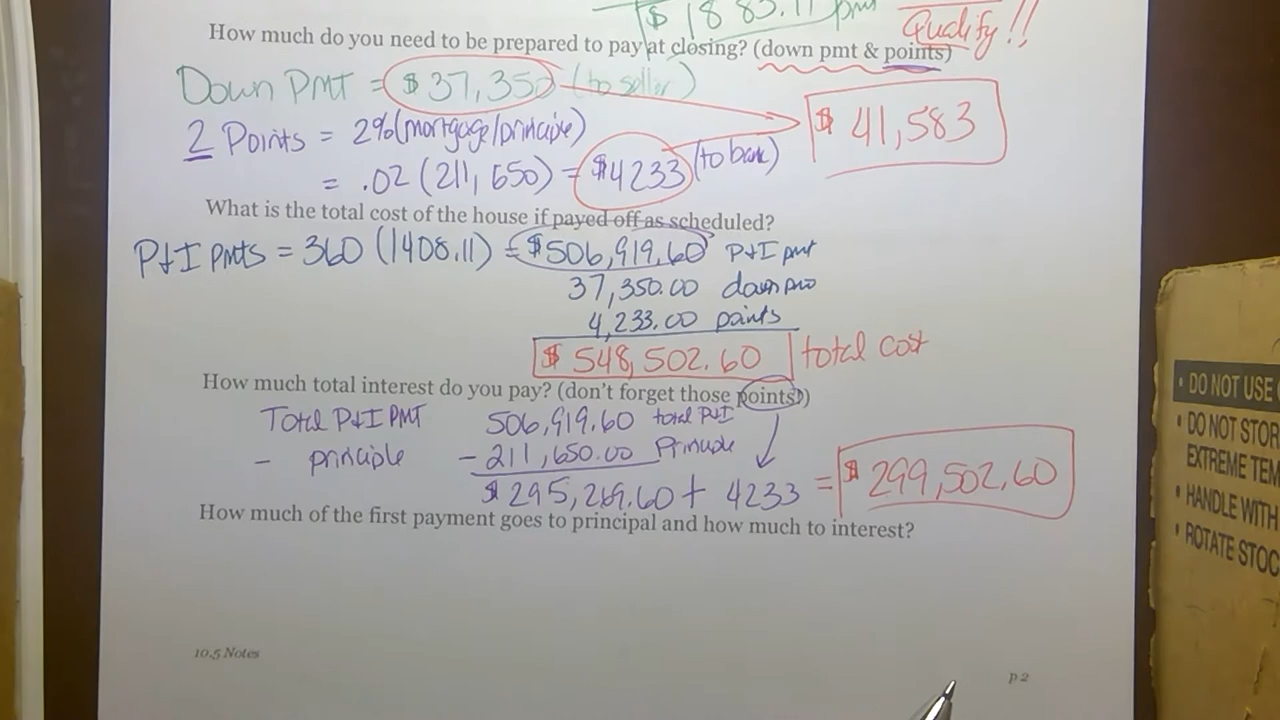 $1883.11 pmt
Qualify!!
How much do you need to be prepared to pay at closing? (down pmt & points)
Down PMT = $37,350 (to seller)
$41,583
2 Points = 2% (mortgage/principle)
= .02 (211,650) = $4233 (to bank)
What is the total cost of the house if payed off as scheduled?
P+I pmts = 360 (1408.11) = $506,919.60 P+I pmt
37,350.00 down
4,233.00 points
$548,502.60 total cost
How much total interest do you pay? (don't forget those points!)
Total P+I PMT 506,919.60 total P+I
- principle - 211,650.00 Principle
$295,269.60 + 4233 = $299,502.60
How much of the first payment goes to principal and how much to interest?
10.5 Notes
p 2
• DO NOT USE
• DO NOT STOR
EXTREME TEM
• HANDLE WITH
• ROTATE STOC